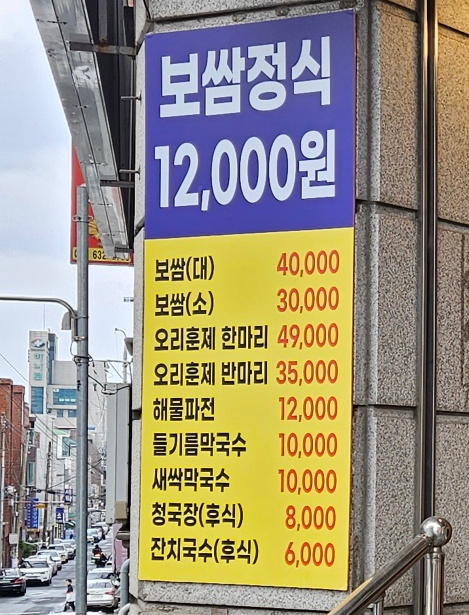 보쌈정식
12,000원
보쌈(대) 40,000
보쌈(소) 30,000
오리훈제 한마리 49,000
오리훈제 반마리 35,000
해물파전 12,000
들기름막국수 10,000
새싹막국수 10,000
청국장(후식) 8,000
잔치국수(후식) 6,000